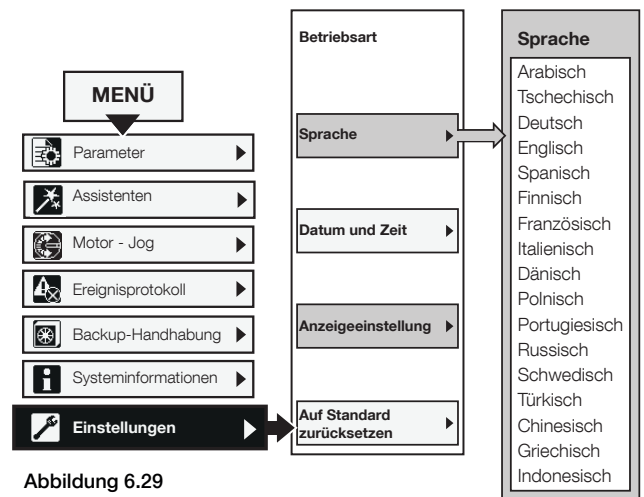 MENÜ
Parameter
Assistenten
Motor - Jog
Ereignisprotokoll
Backup-Handhabung
Systeminformationen
Einstellungen
Betriebsart
Sprache
Datum und Zeit
Anzeigeeinstellung
Auf Standard
zurücksetzen
Sprache
Arabisch
Tschechisch
Deutsch
Englisch
Spanisch
Finnisch
Französisch
Italienisch
Dänisch
Polnisch
Portugiesisch
Russisch
Schwedisch
Türkisch
Chinesisch
Griechisch
Indonesisch
Abbildung 6.29